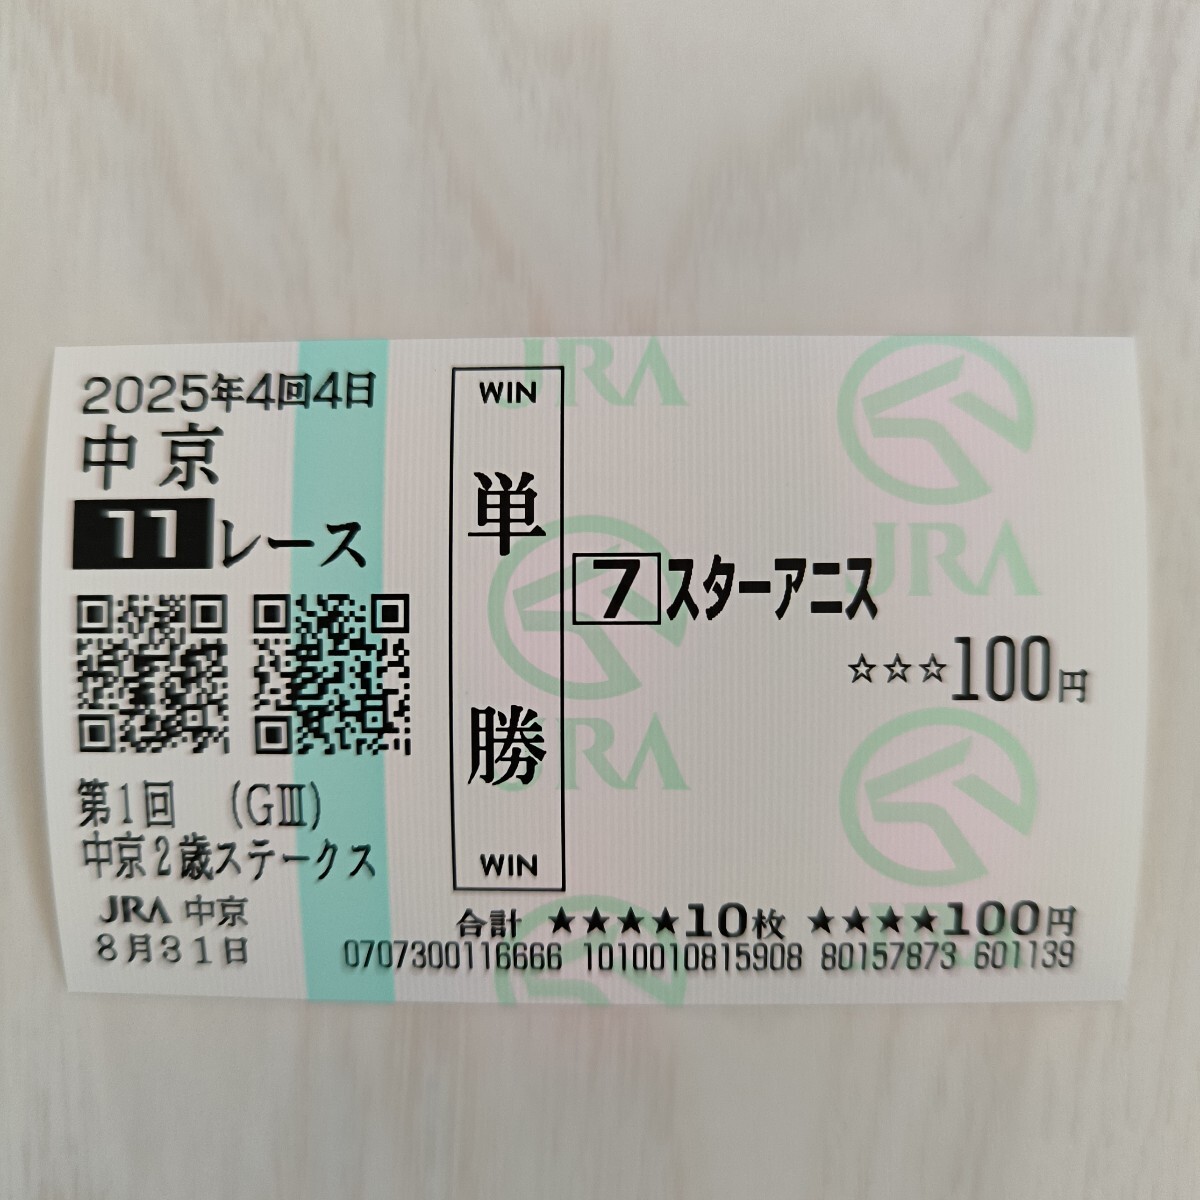 2025年4回4日
中京
11レース
第1回 (GⅢ)
中京2歳ステークス
JRA 中京
8月31日
WIN
単勝
WIN
7スターアニス
☆☆☆100円
合計 ★★★★10枚 ★★★★100円
0707300116666 1010010815908 80157873 601139
JRA
JRA
JRA